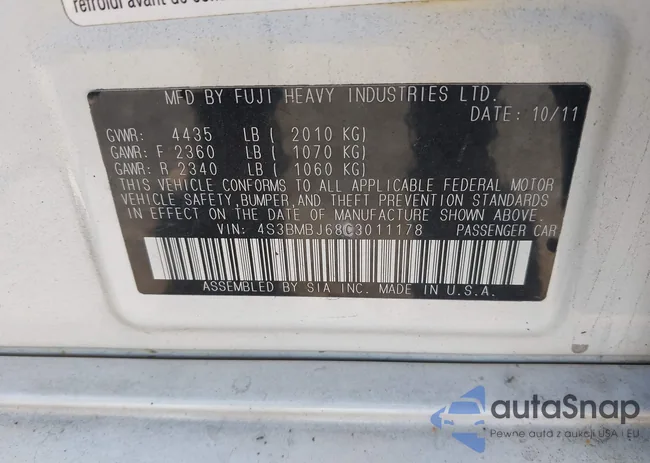 MFD BY FUJI HEAVY INDUSTRIES LTD.
DATE: 10/11
GVWR: 4435 LB ( 2010 KG)
GAWR: F 2360 LB ( 1070 KG)
GAWR: R 2340 LB ( 1060 KG)
THIS VEHICLE CONFORMS TO ALL APPLICABLE FEDERAL MOTOR
VEHICLE SAFETY, BUMPER, AND THEFT PREVENTION STANDARDS
IN EFFECT ON THE DATE OF MANUFACTURE SHOWN ABOVE.
VIN: 4S3BMBJ68C3011178 PASSENGER CAR
ASSEMBLED BY SIA INC. MADE IN U.S.A.
autaSnap
Pewne auta z aukcji USA i EU